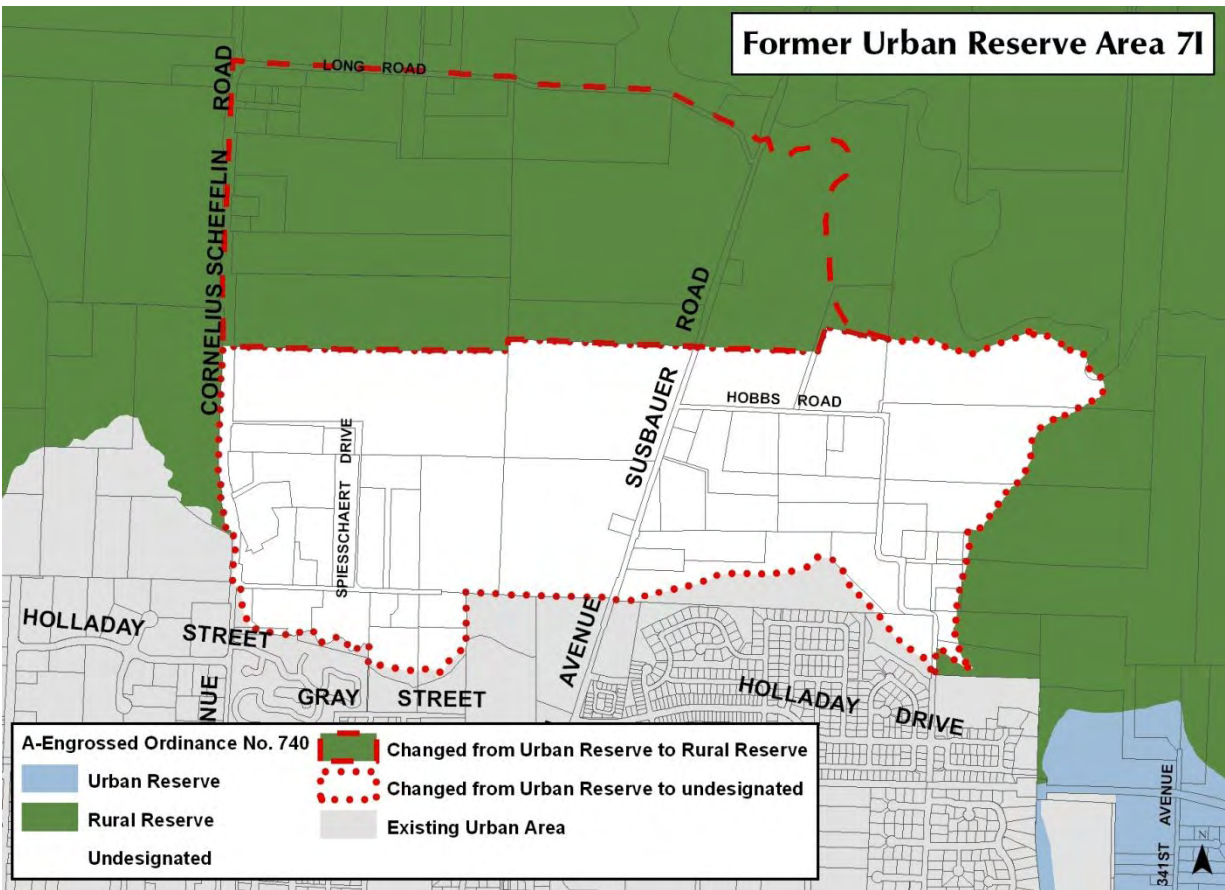 Former Urban Reserve Area 7I
LONG ROAD
CORNELIUS SCHEFFLIN ROAD
SUSBAUER ROAD
HOBBS ROAD
SPIESSCHAERT DRIVE
HOLLADAY STREET
AVENUE
GRAY STREET
HOLLADAY DRIVE
NUE
341ST AVENUE
N
A-Engrossed Ordinance No. 740
Urban Reserve
Rural Reserve
Undesignated
Changed from Urban Reserve to Rural Reserve
Changed from Urban Reserve to undesignated
Existing Urban Area